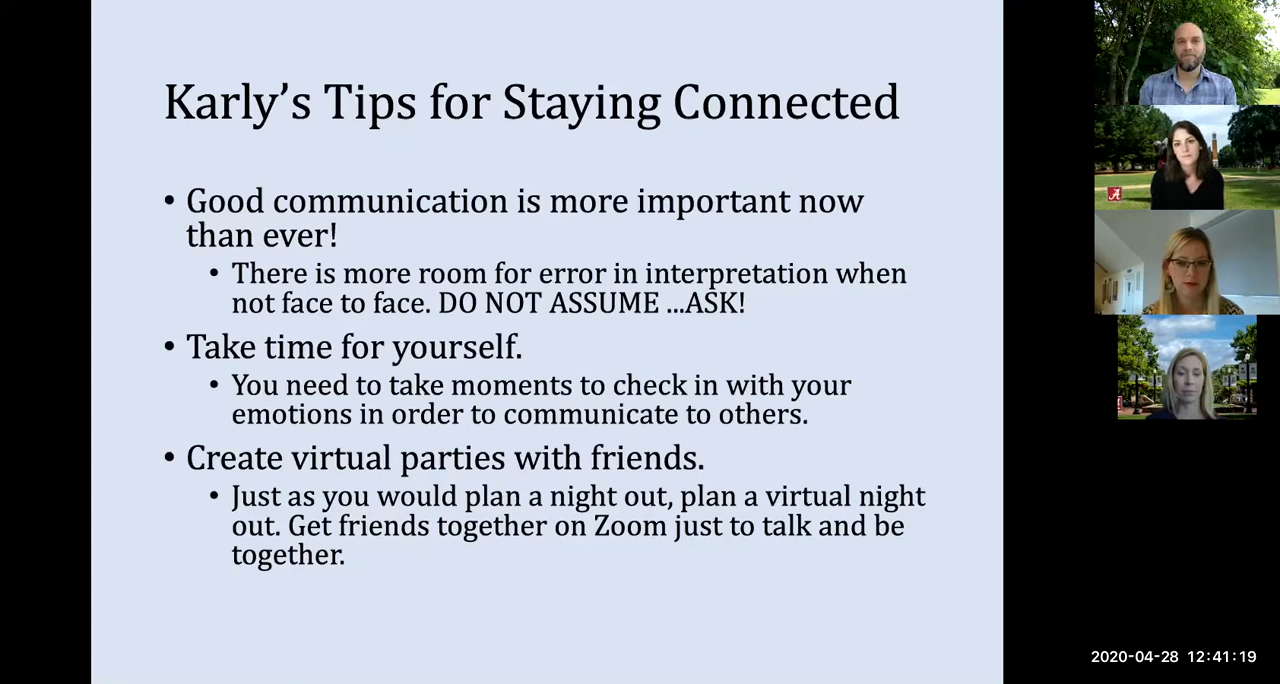 Karly's Tips for Staying Connected
• Good communication is more important now
than ever!
• There is more room for error in interpretation when
not face to face. DO NOT ASSUME ...ASK!
• Take time for yourself.
• You need to take moments to check in with your
emotions in order to communicate to others.
• Create virtual parties with friends.
• Just as you would plan a night out, plan a virtual night
out. Get friends together on Zoom just to talk and be
together.
A
2020-04-28 12:41:19